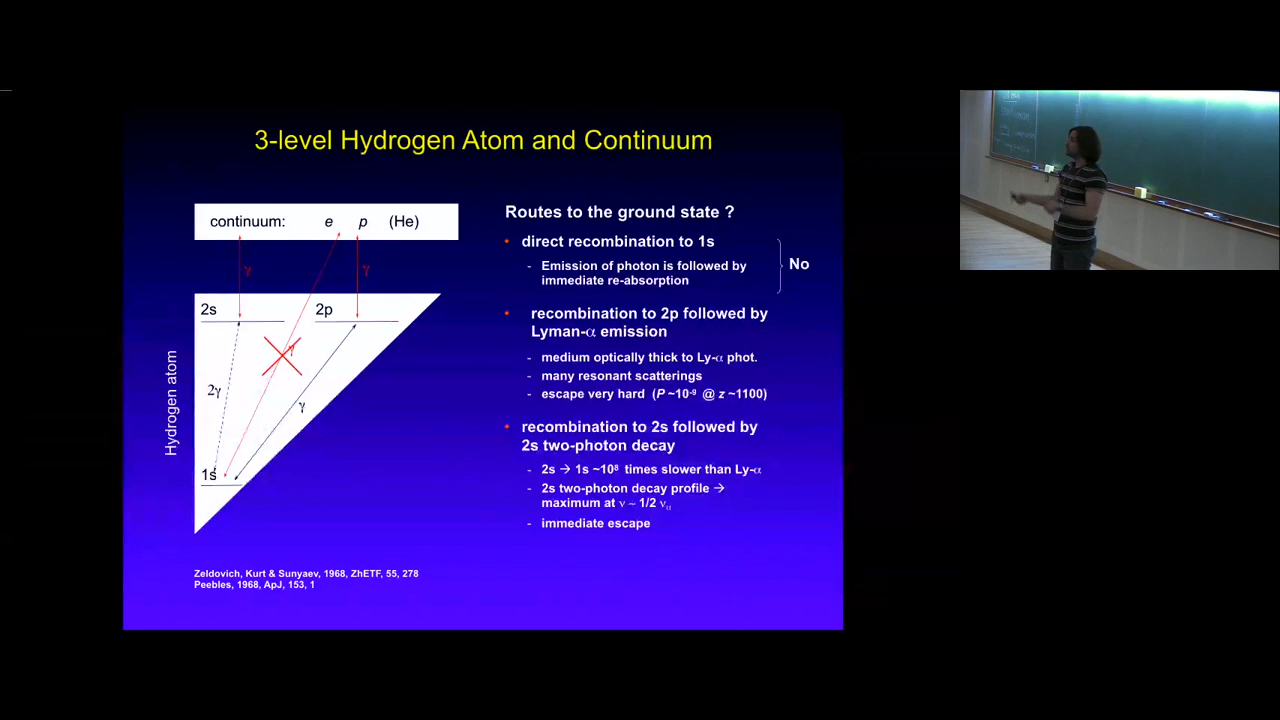 3-level Hydrogen Atom and Continuum
continuum: e p (He)
γ γ
2s 2p
γ
2γ
γ
1s
Hydrogen atom
Routes to the ground state ?
• direct recombination to 1s
- Emission of photon is followed by
immediate re-absorption
No
• recombination to 2p followed by
Lyman-α emission
- medium optically thick to Ly-α phot.
- many resonant scatterings
- escape very hard (P ~10⁻⁹ @ z ~1100)
• recombination to 2s followed by
2s two-photon decay
- 2s → 1s ~10⁸ times slower than Ly-α
- 2s two-photon decay profile →
maximum at ν ~ 1/2 να
- immediate escape
Zeldovich, Kurt & Sunyaev, 1968, ZhETF, 55, 278
Peebles, 1968, ApJ, 153, 1